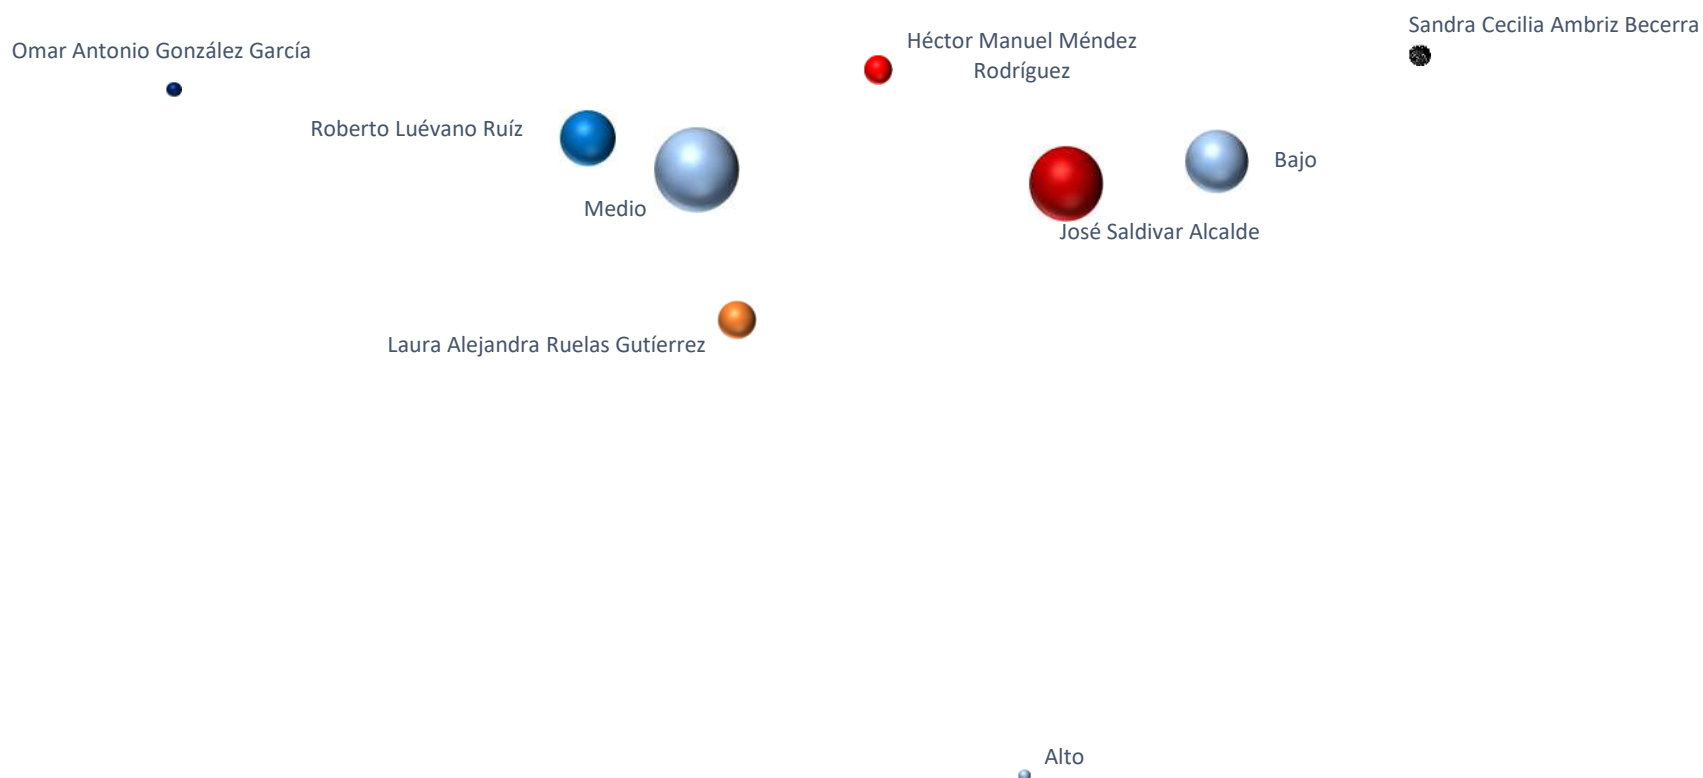 Sandra Cecilia Ambriz Becerra
Omar Antonio González García
Héctor Manuel Méndez
Rodríguez
Roberto Luévano Ruíz
Bajo
Medio
José Saldivar Alcalde
Laura Alejandra Ruelas Gutíerrez
Alto